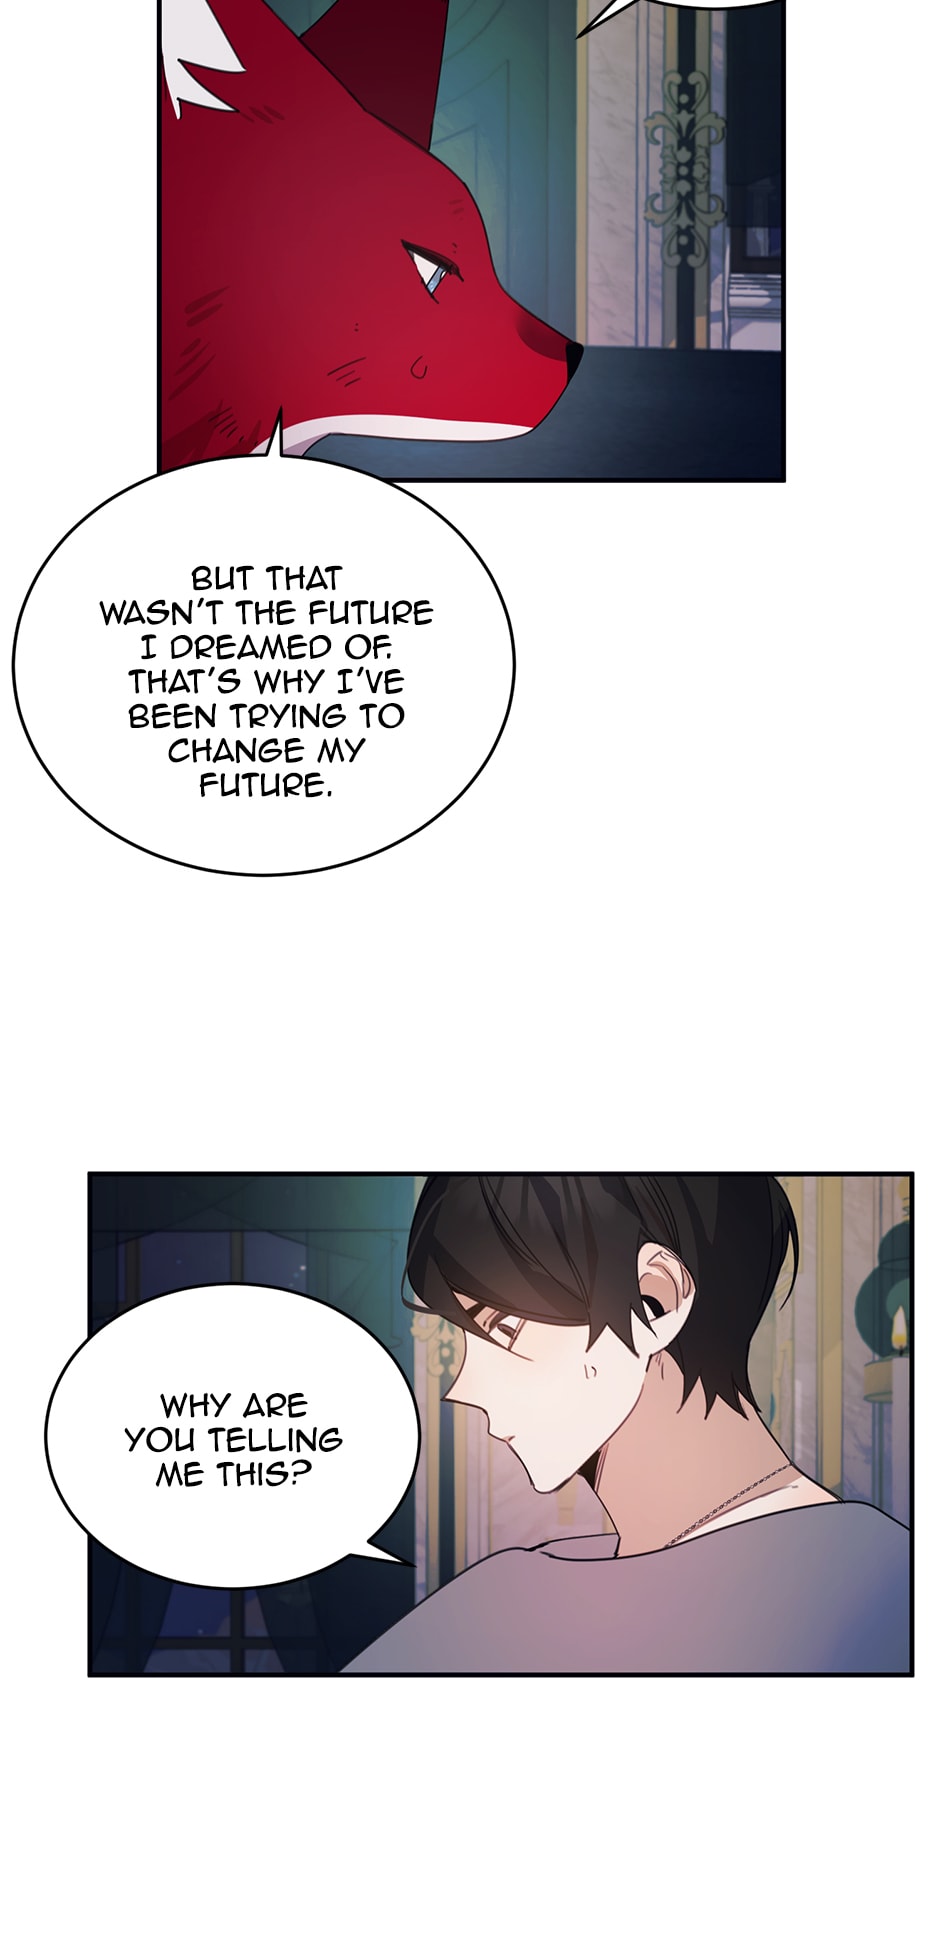 BUT THAT
WASN'T THE FUTURE
I DREAMED OF.
THAT'S WHY I'VE
BEEN TRYING TO
CHANGE MY
FUTURE.
WHY ARE
YOU TELLING
ME THIS?